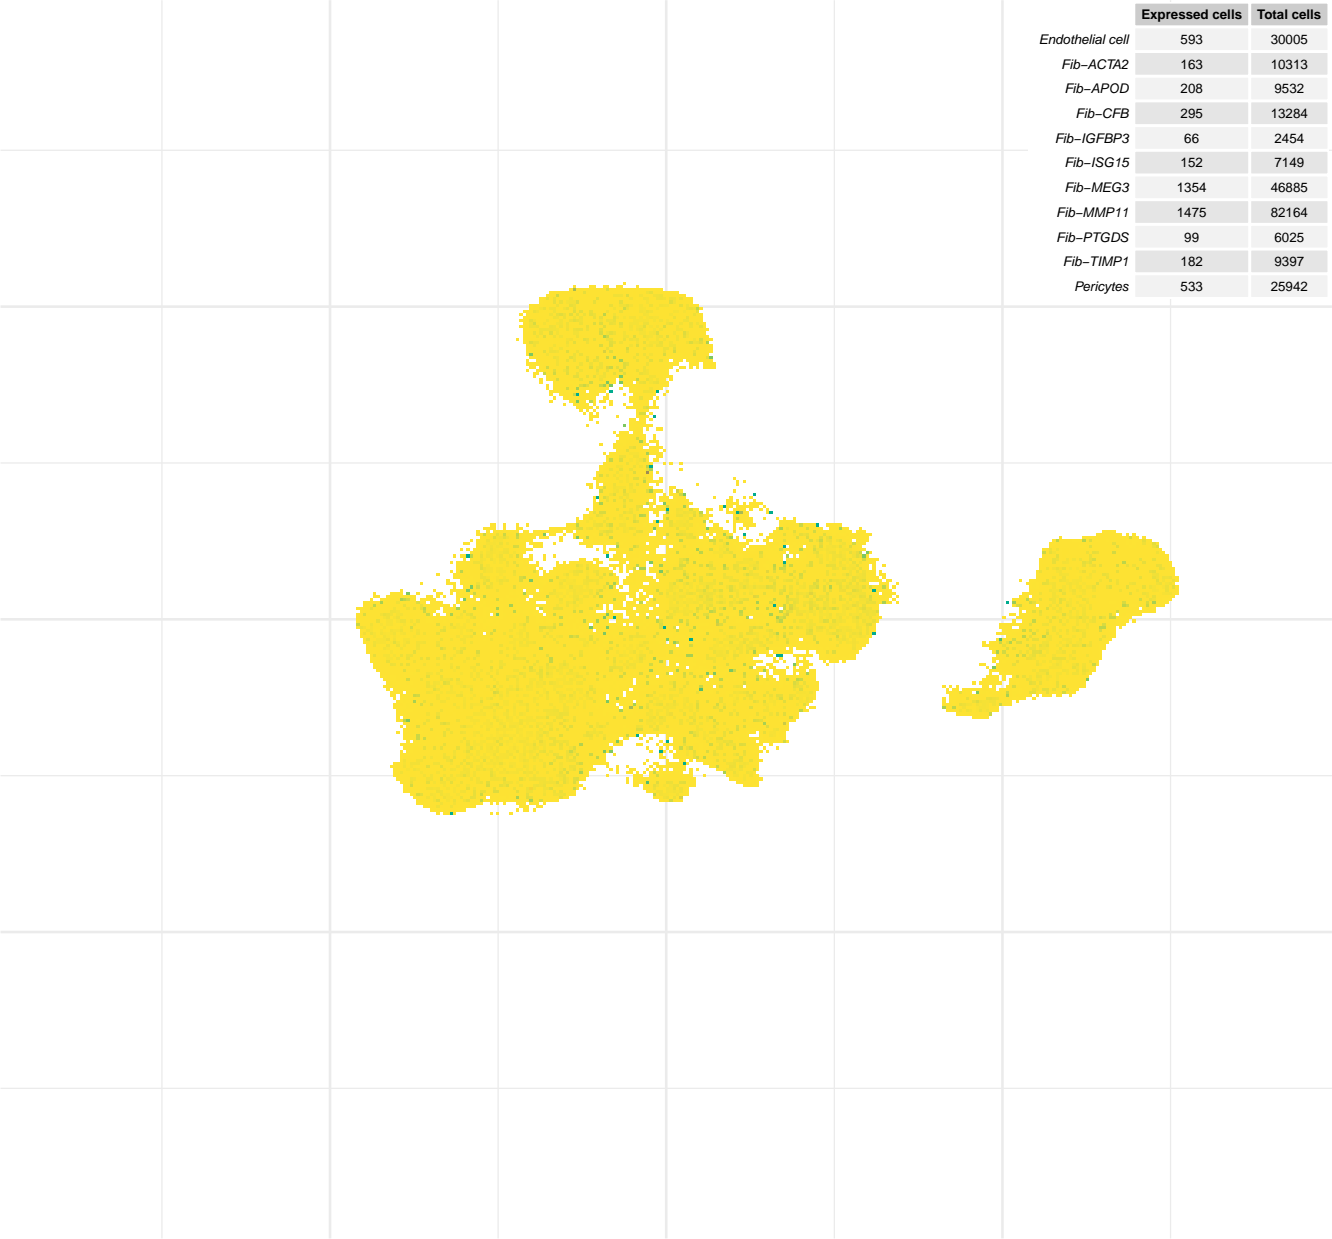 Expressed cells Total cells
Endothelial cell 593 30005
Fib−ACTA2 163 10313
Fib−APOD 208 9532
Fib−CFB 295 13284
Fib−IGFBP3 66 2454
Fib−ISG15 152 7149
Fib−MEG3 1354 46885
Fib−MMP11 1475 82164
Fib−PTGDS 99 6025
Fib−TIMP1 182 9397
Pericytes 533 25942